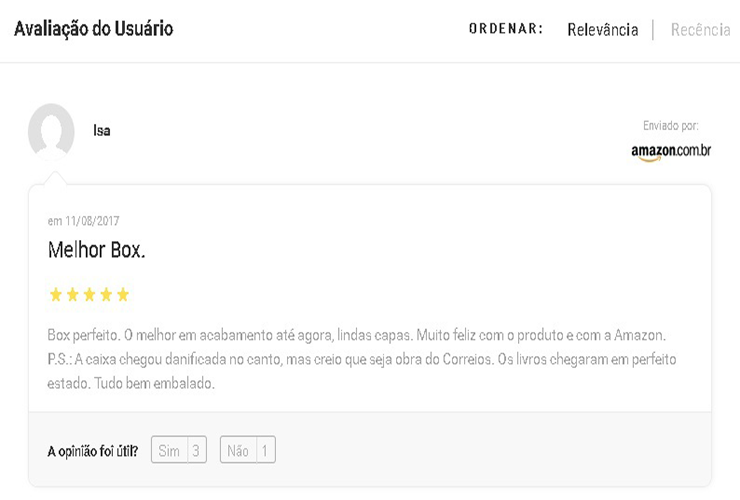 Avaliação do Usuário
ORDENAR: Relevância Recência
Isa
Enviado por:
amazon.com.br
em 11/08/2017
Melhor Box.
Box perfeito. O melhor em acabamento até agora, lindas capas. Muito feliz com o produto e com a Amazon.
P.S.: A caixa chegou danificada no canto, mas creio que seja obra do Correios. Os livros chegaram em perfeito
estado. Tudo bem embalado.
A opinião foi útil? Sim 3 Não 1